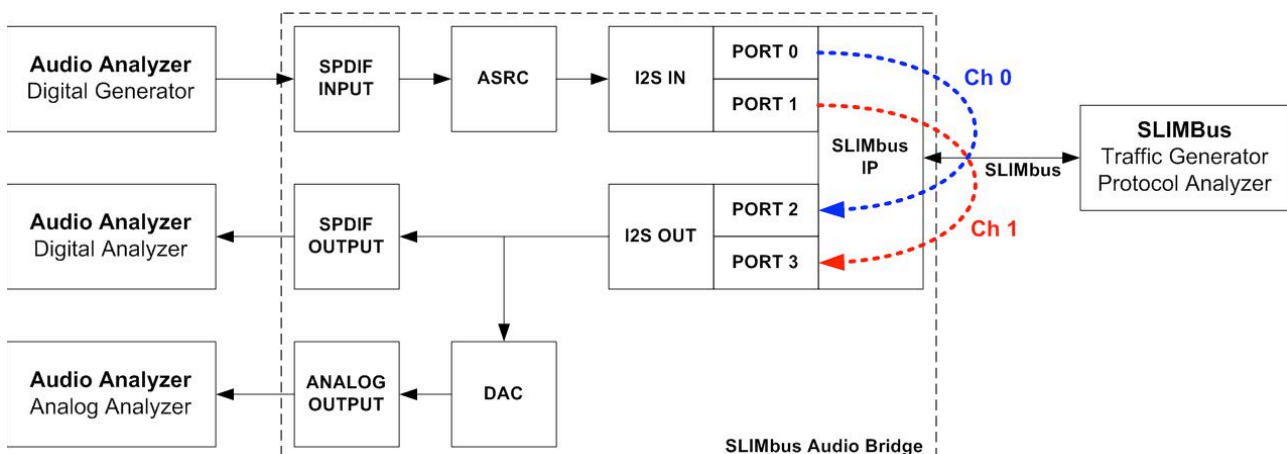 Audio Analyzer
Digital Generator
SPDIF
INPUT
ASRC
I2S IN
PORT 0
PORT 1
Ch 0
SLIMbus
IP
SLIMbus
SLIMBus
Traffic Generator
Protocol Analyzer
Audio Analyzer
Digital Analyzer
SPDIF
OUTPUT
I2S OUT
PORT 2
PORT 3
Ch 1
Audio Analyzer
Analog Analyzer
ANALOG
OUTPUT
DAC
SLIMbus Audio Bridge